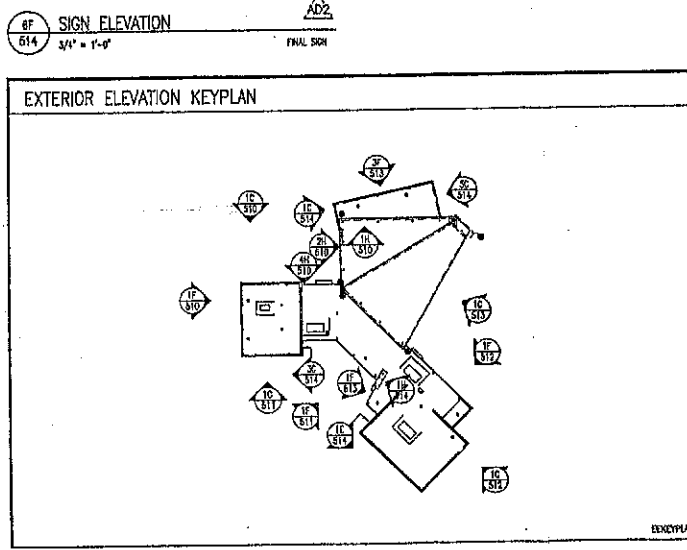 AD2
6F SIGN ELEVATION
514 3/4" = 1'-0"
FINAL SIGN
EXTERIOR ELEVATION KEYPLAN
3F
513
3C
514
1C
510
1C
514
2H
510
1H
510
4H
510
1F
510
1C
513
1F
512
3C
514
1F
513
1H
514
1C
511
1F
511
1C
514
1C
512